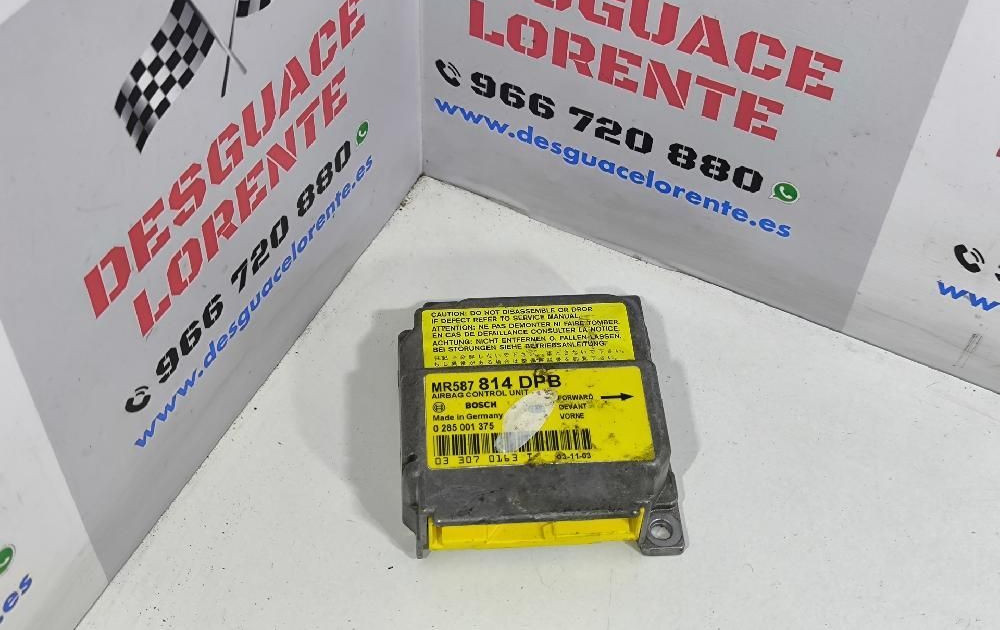 DESGUACE
LORENTE
966 720 880
www.desguacelorente.es
DESGUACE
LORENTE
966 720 880
www.desguacelorente.es
CAUTION: DO NOT DISASSEMBLE OR DROP.
IF DEFECT REFER TO SERVICE MANUAL.
ATTENTION: NE PAS DEMONTER NI FAIRE TOMBER.
EN CAS DE DEFAILLANCE CONSULTER LA NOTICE.
ACHTUNG: NICHT ENTFERNEN O. FALLEN LASSEN.
BEI STÖRUNGEN SIEHE BETRIEBSANLEITUNG.
MR587 814 DPB
AIRBAG CONTROL UNIT
BOSCH
Made in Germany
0 285 001 375
FORWARD
DEVANT
VORNE
03 307 0163
03-11-03
www
es